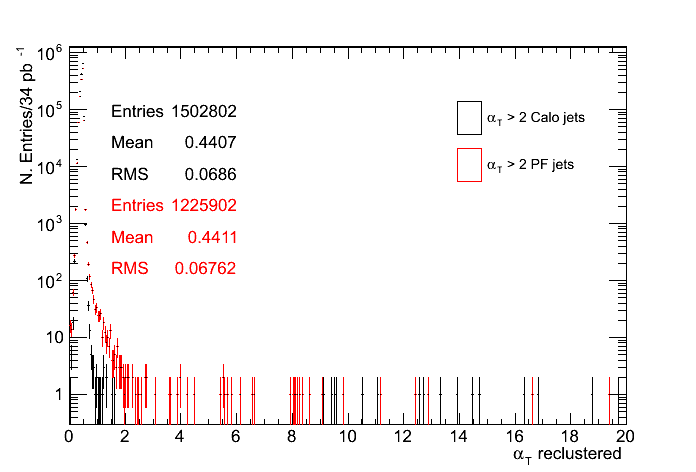 N. Entries/34 pb⁻¹
10⁶
10⁵
10⁴
10³
10²
10
1
Entries 1502802
Mean 0.4407
RMS 0.0686
Entries 1225902
Mean 0.4411
RMS 0.06762
α_T > 2 Calo jets
α_T > 2 PF jets
0 2 4 6 8 10 12 14 16 18 20
α_T reclustered